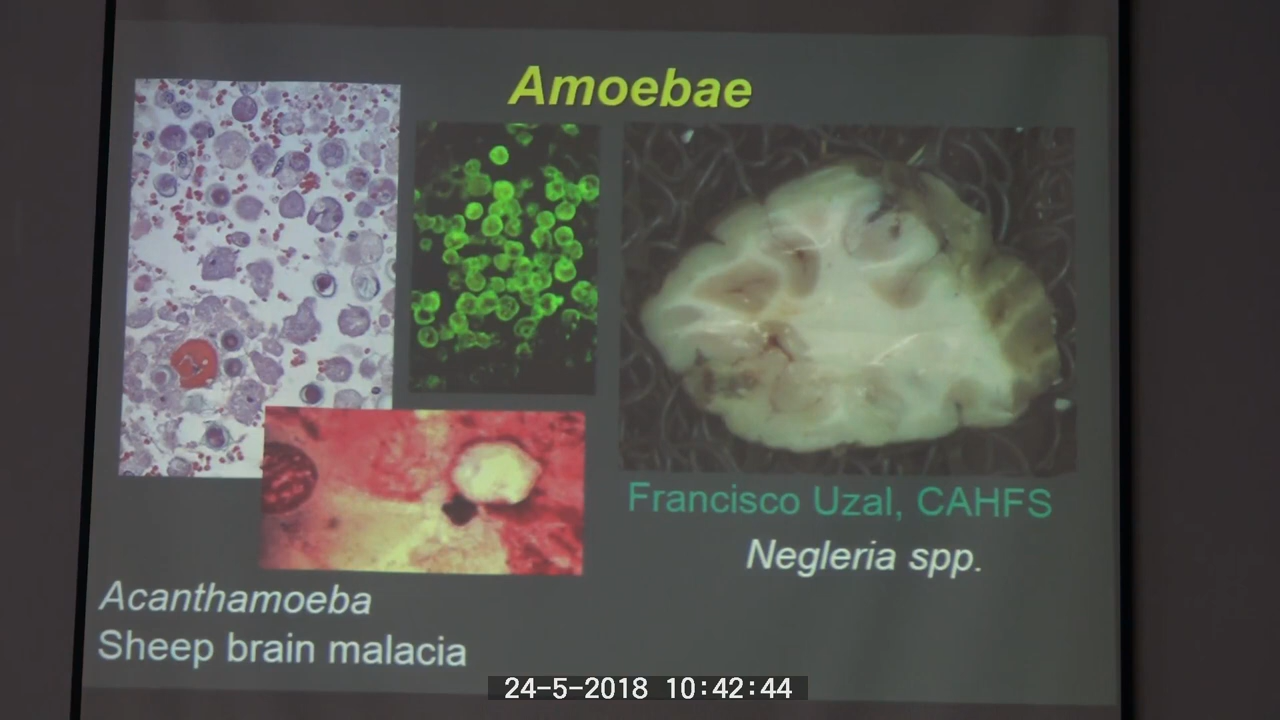 Amoebae
Francisco Uzal, CAHFS
Negleria spp.
Acanthamoeba
Sheep brain malacia
24-5-2018 10:42:44